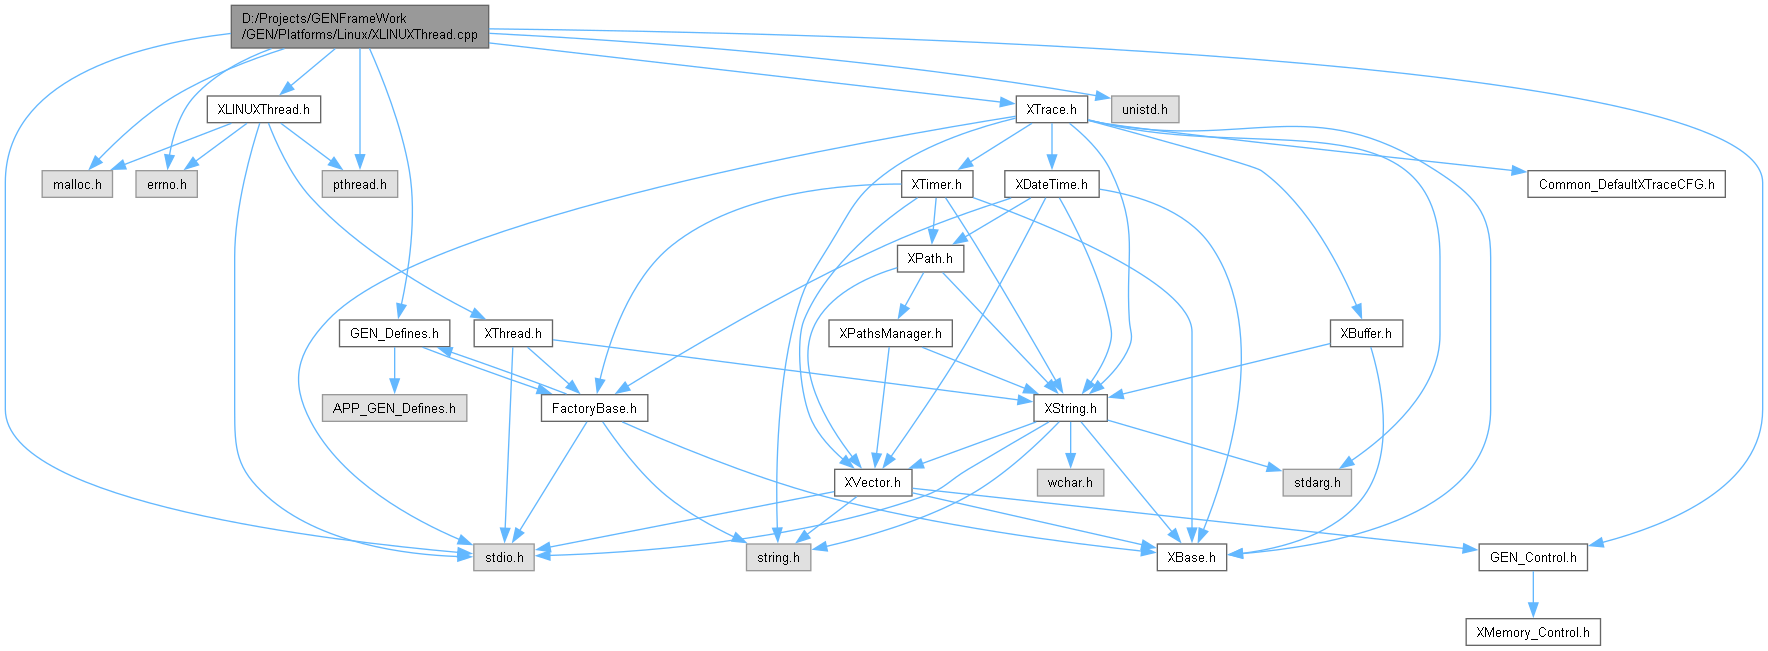 D:/Projects/GENFrameWork
/GEN/Platforms/Linux/XLINUXThread.cpp
XLINUXThread.h
XTrace.h
unistd.h
malloc.h
errno.h
pthread.h
XTimer.h
XDateTime.h
Common_DefaultXTraceCFG.h
XPath.h
GEN_Defines.h
XThread.h
XPathsManager.h
XBuffer.h
APP_GEN_Defines.h
FactoryBase.h
XString.h
XVector.h
wchar.h
stdarg.h
stdio.h
string.h
XBase.h
GEN_Control.h
XMemory_Control.h